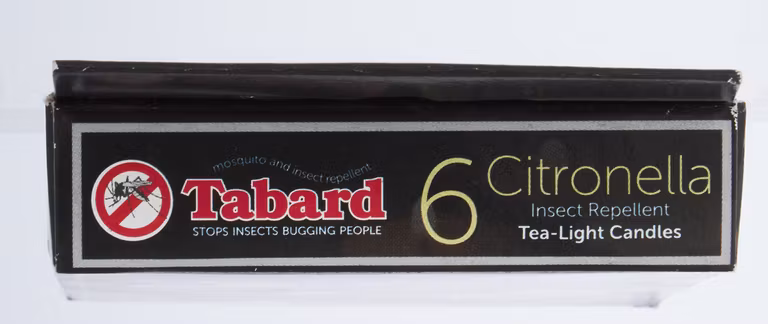 mosquito and insect repellent
Tabard
STOPS INSECTS BUGGING PEOPLE
6 Citronella
Insect Repellent
Tea-Light Candles